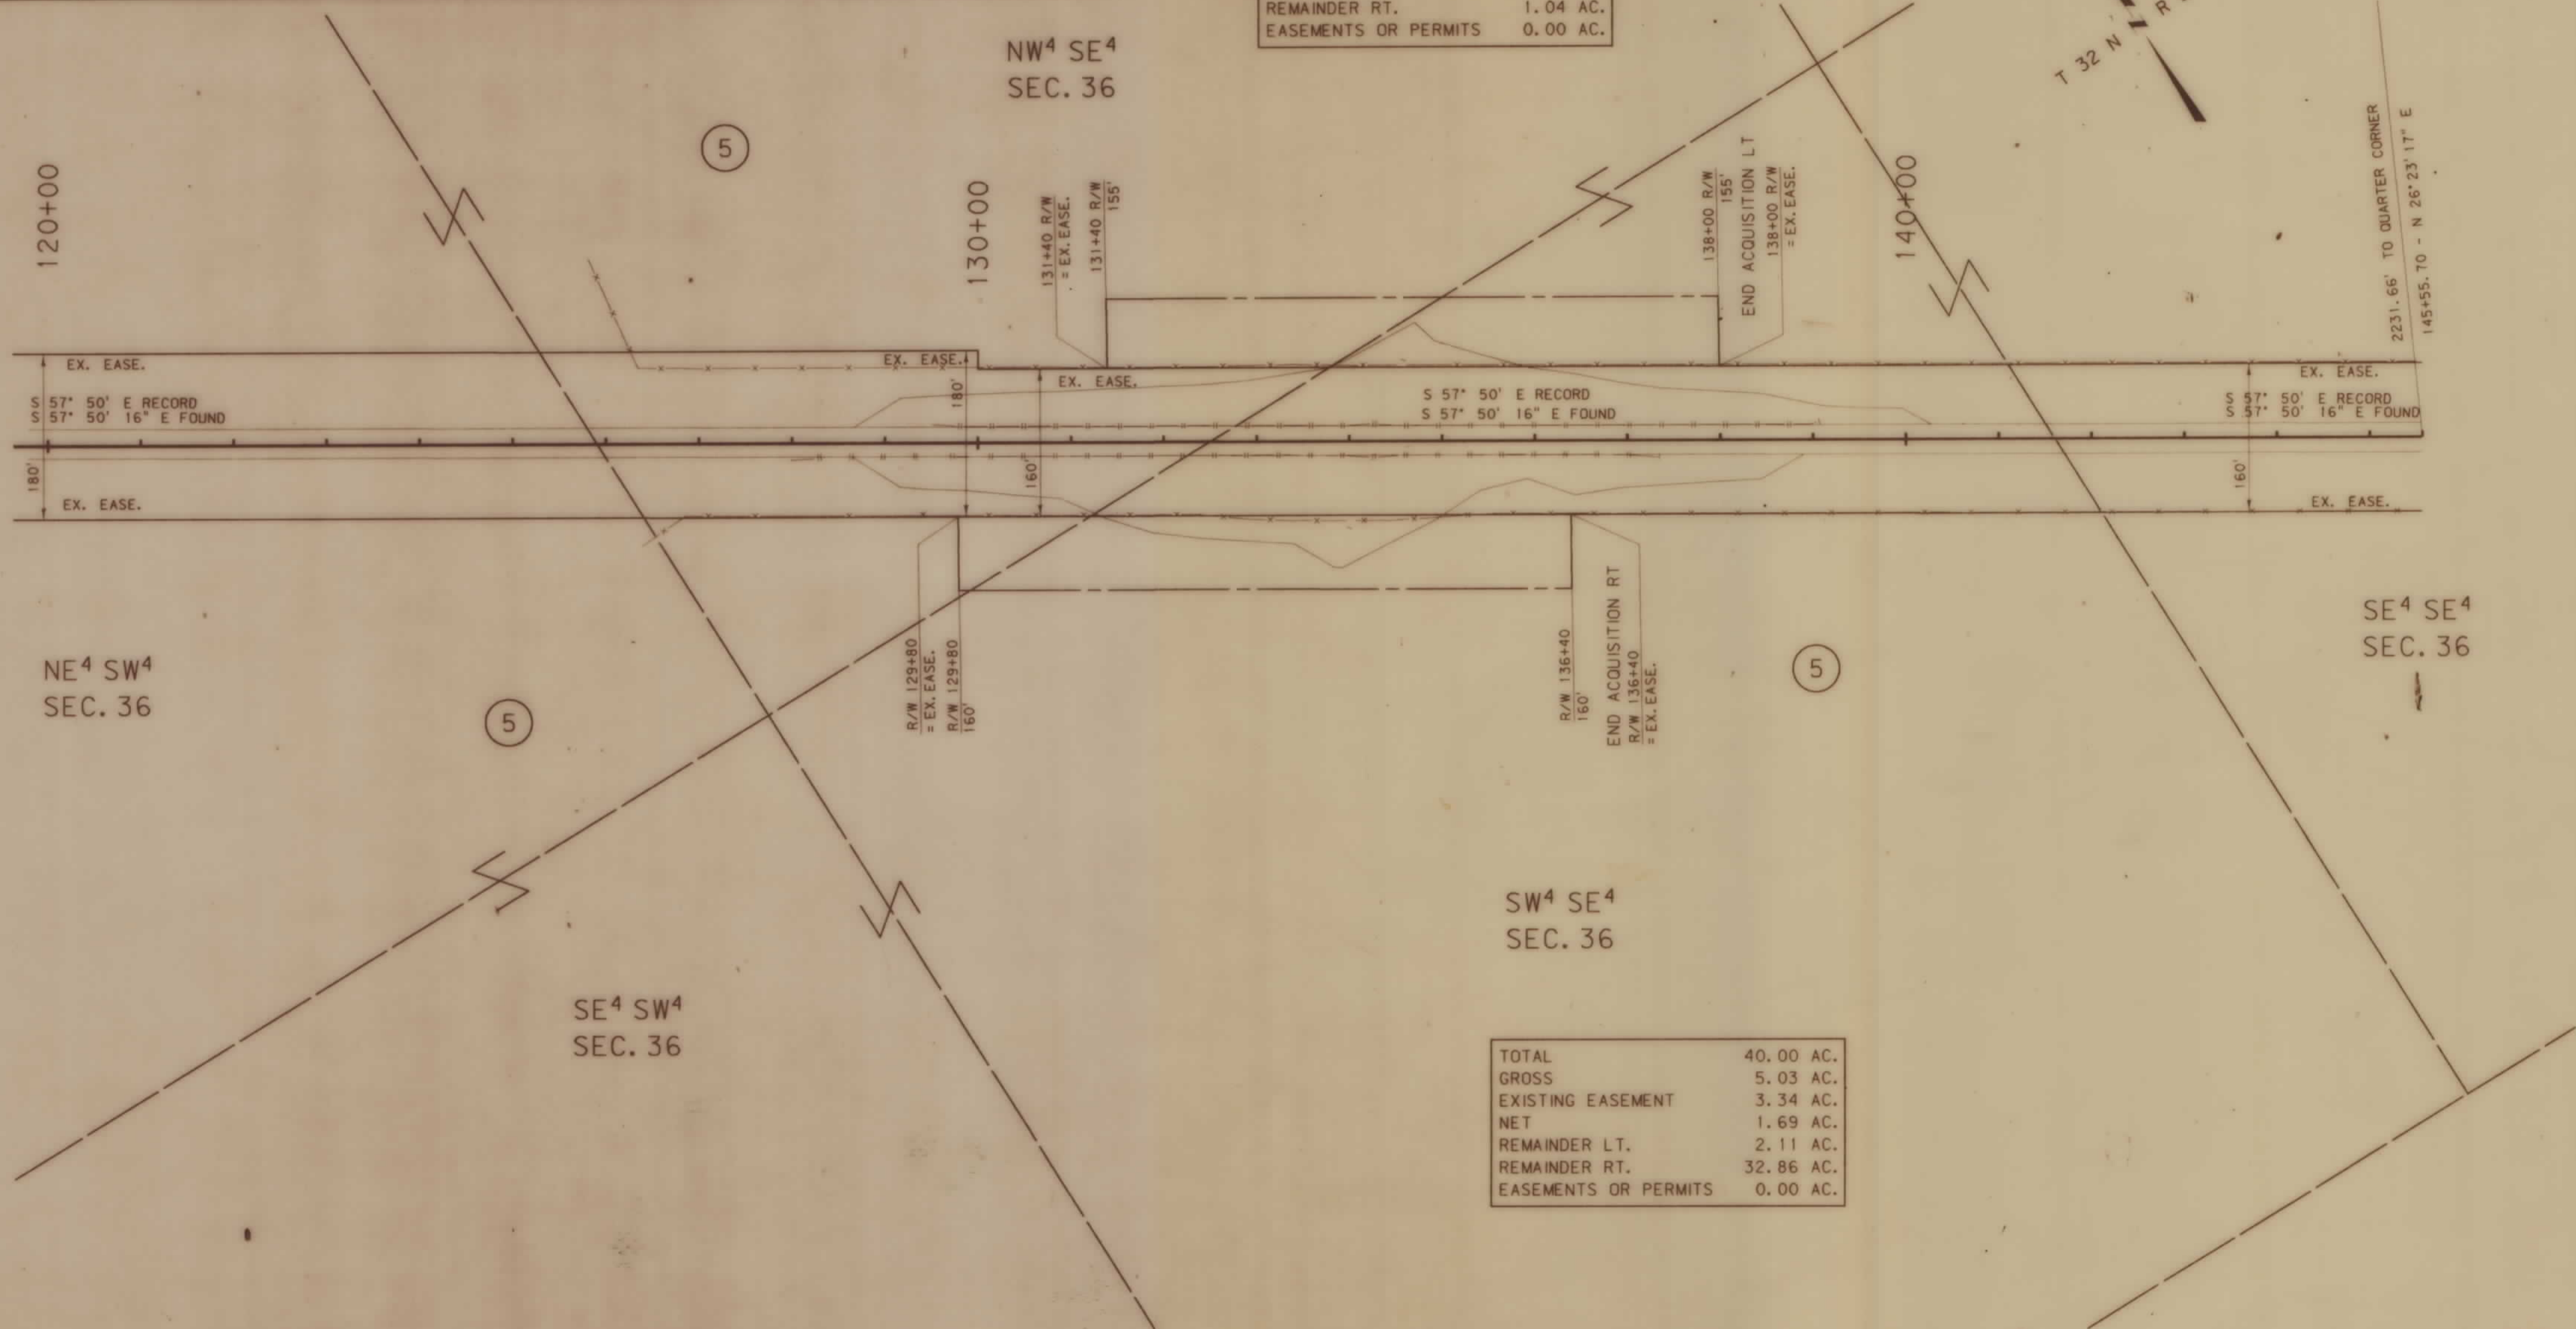 REMAINDER RT. 1.04 AC.
EASEMENTS OR PERMITS 0.00 AC.
NW⁴ SE⁴
SEC. 36
T 32 N
R
5
120+00
130+00
131+40 R/W
= EX. EASE.
131+40 R/W
155'
138+00 R/W
155'
END ACQUISITION LT
138+00 R/W
= EX. EASE.
140+00
2231.66' TO QUARTER CORNER
145+55.70 - N 26° 23' 17" E
EX. EASE.
EX. EASE.
EX. EASE.
EX. EASE.
S 57° 50' E RECORD
S 57° 50' 16" E FOUND
S 57° 50' E RECORD
S 57° 50' 16" E FOUND
S 57° 50' E RECORD
S 57° 50' 16" E FOUND
180'
180'
160'
160'
EX. EASE.
EX. EASE.
R/W 129+80
= EX. EASE.
R/W 129+80
160'
R/W 136+40
160'
END ACQUISITION RT
R/W 136+40
= EX. EASE.
NE⁴ SW⁴
SEC. 36
5
5
SE⁴ SE⁴
SEC. 36
SW⁴ SE⁴
SEC. 36
SE⁴ SW⁴
SEC. 36
TOTAL 40.00 AC.
GROSS 5.03 AC.
EXISTING EASEMENT 3.34 AC.
NET 1.69 AC.
REMAINDER LT. 2.11 AC.
REMAINDER RT. 32.86 AC.
EASEMENTS OR PERMITS 0.00 AC.